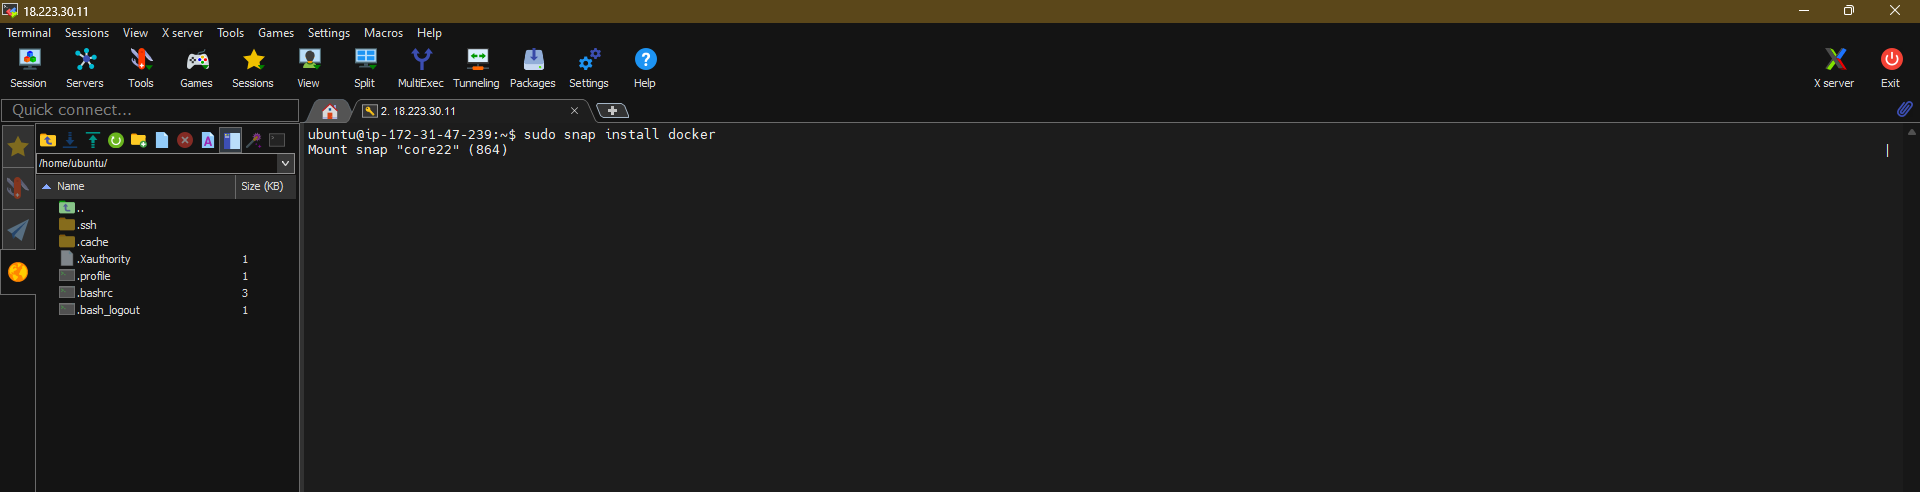 18.223.30.11
Terminal Sessions View X server Tools Games Settings Macros Help
Session Servers Tools Games Sessions View Split MultiExec Tunneling Packages Settings Help X server Exit
Quick connect...
2. 18.223.30.11
/home/ubuntu/
Name Size (KB)
..
.ssh
.cache
.Xauthority 1
.profile 1
.bashrc 3
.bash_logout 1
ubuntu@ip-172-31-47-239:~$ sudo snap install docker
Mount snap "core22" (864)